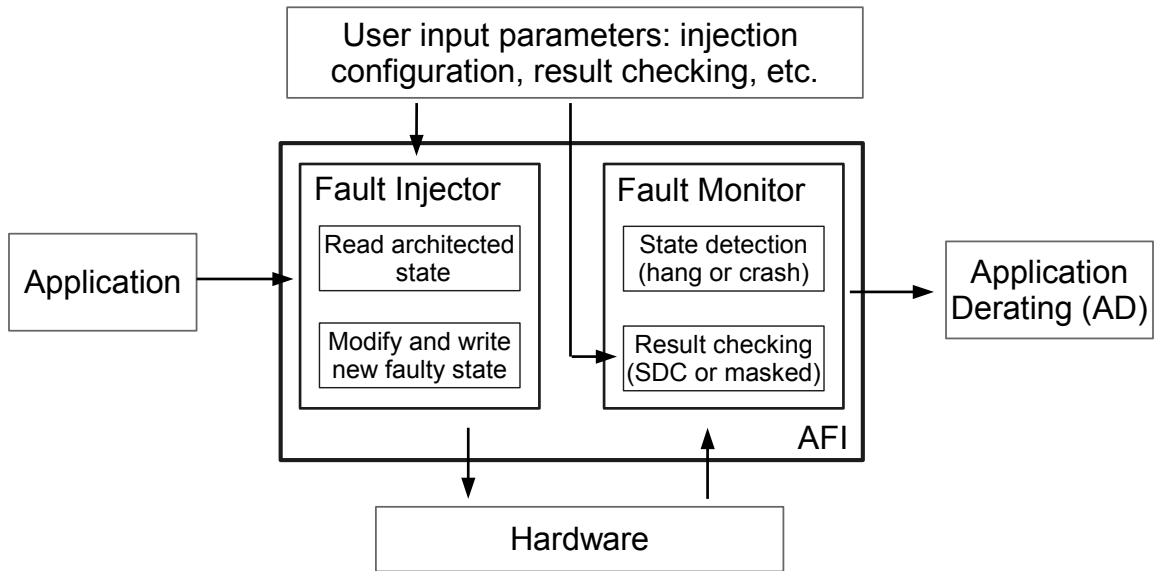 User input parameters: injection
configuration, result checking, etc.
Fault Injector
Read architected
state
Modify and write
new faulty state
Fault Monitor
State detection
(hang or crash)
Result checking
(SDC or masked)
AFI
Application
Application
Derating (AD)
Hardware